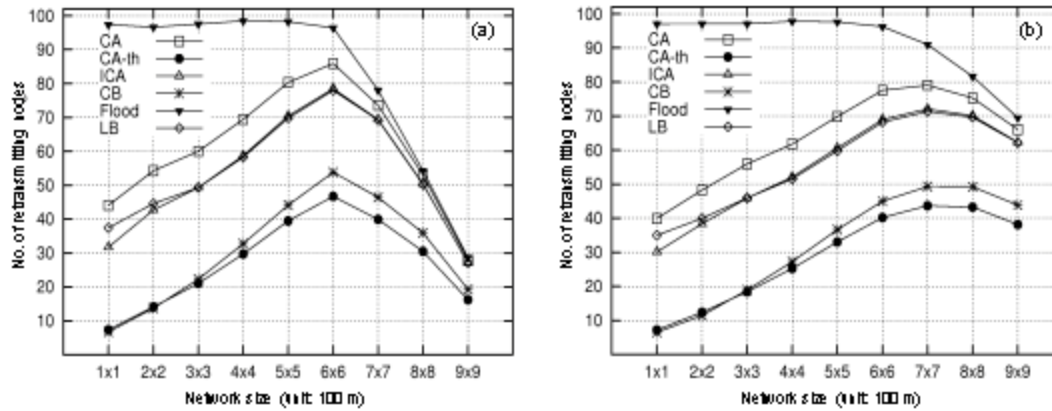 (a)
No. of retransmitting nodes
100
90
80
70
60
50
40
30
20
10
CA
CA-th
ICA
CB
Flood
LB
1x1 2x2 3x3 4x4 5x5 6x6 7x7 8x8 9x9
Network size (unit: 100 m)
(b)
No. of retransmitting nodes
100
90
80
70
60
50
40
30
20
10
CA
CA-th
ICA
CB
Flood
LB
1x1 2x2 3x3 4x4 5x5 6x6 7x7 8x8 9x9
Network size (unit: 100 m)